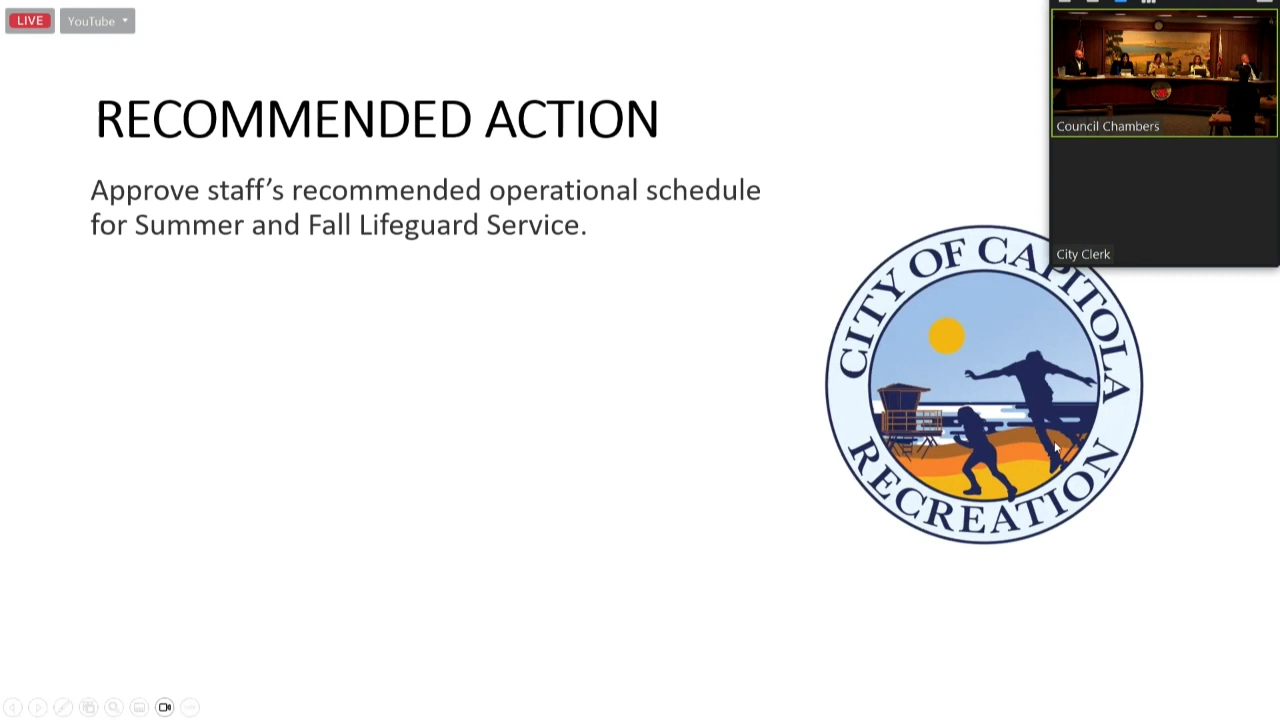 LIVE
YouTube
Council Chambers
City Clerk
RECOMMENDED ACTION
Approve staff’s recommended operational schedule
for Summer and Fall Lifeguard Service.
CITY OF CAPITOLA
RECREATION